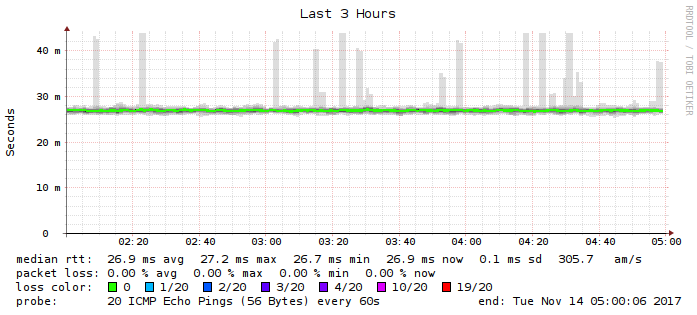 Last 3 Hours
RRDTOOL / TOBI OETIKER
Seconds
40 m
30 m
20 m
10 m
0
02:20 02:40 03:00 03:20 03:40 04:00 04:20 04:40 05:00
median rtt: 26.9 ms avg 27.2 ms max 26.7 ms min 26.9 ms now 0.1 ms sd 305.7 am/s
packet loss: 0.00 % avg 0.00 % max 0.00 % min 0.00 % now
loss color: 0 1/20 2/20 3/20 4/20 10/20 19/20
probe: 20 ICMP Echo Pings (56 Bytes) every 60s end: Tue Nov 14 05:00:06 2017